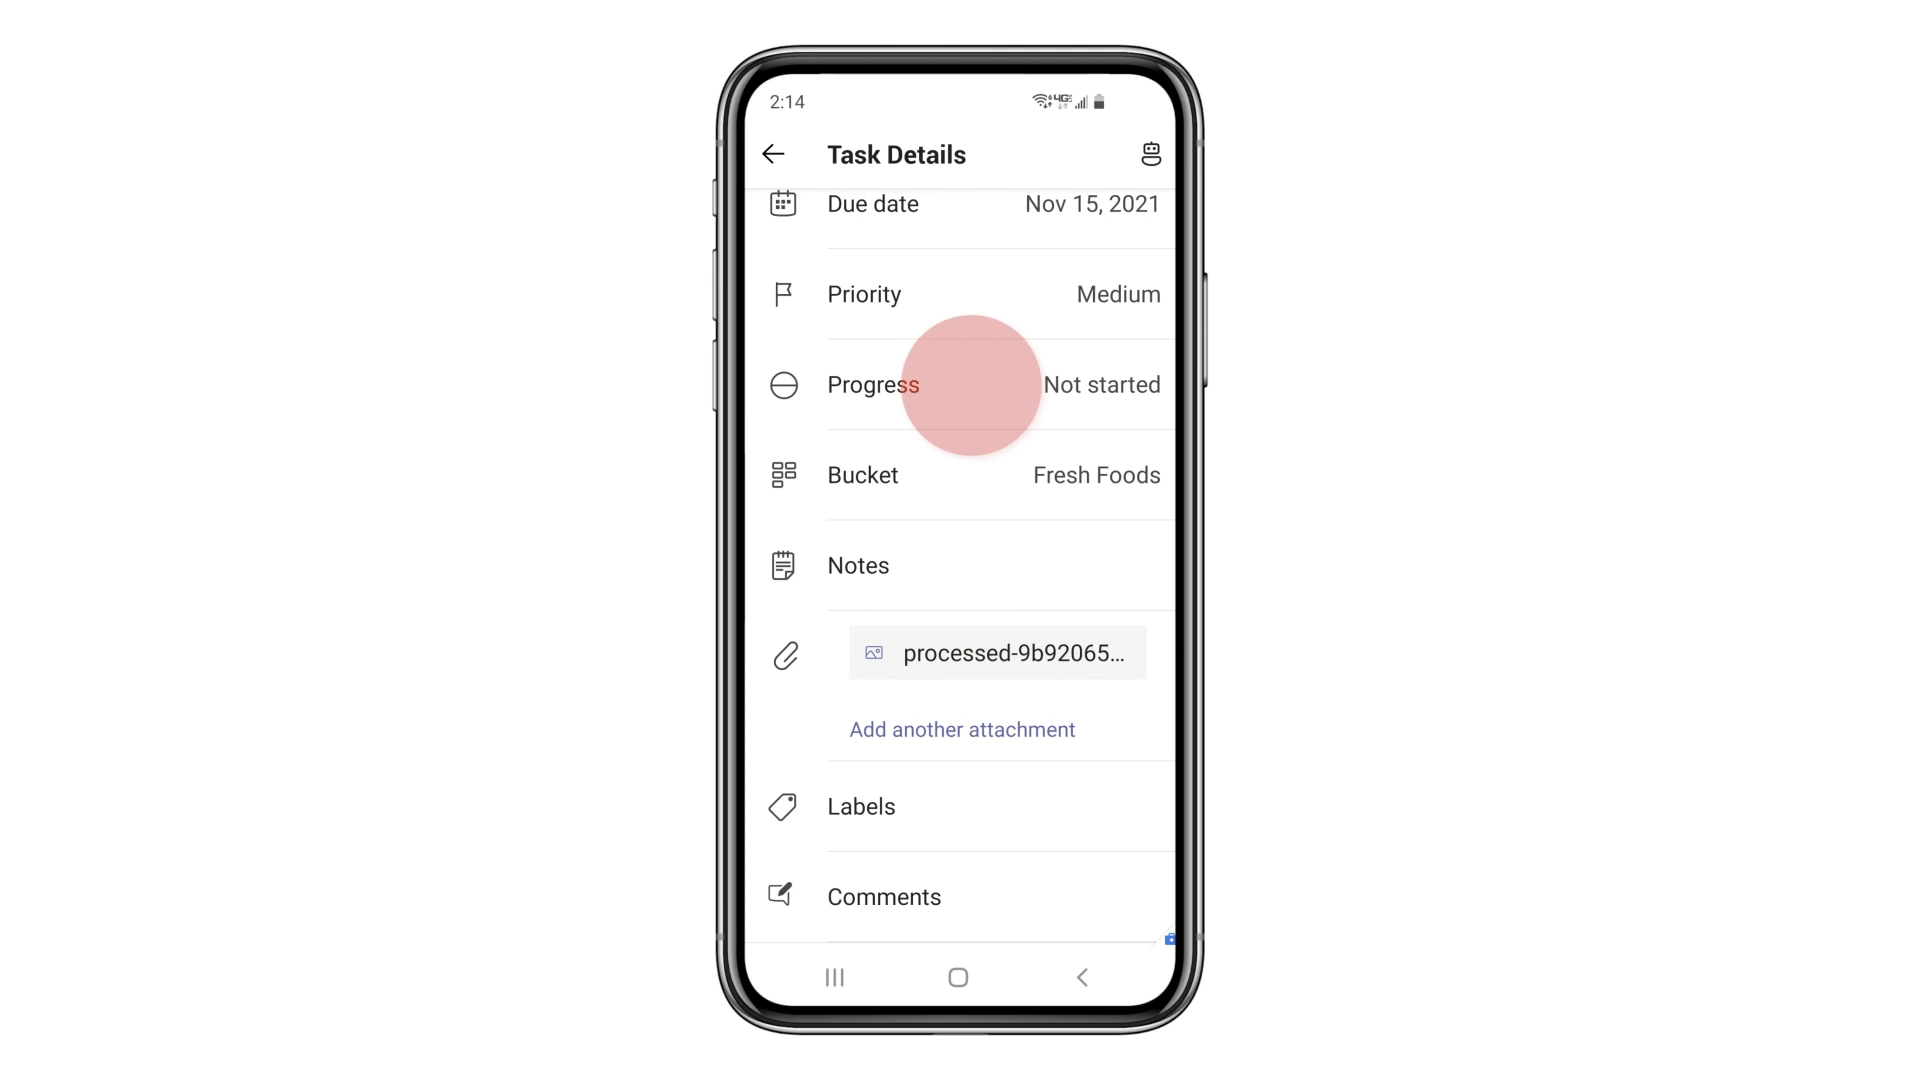 2:14
Task Details
Due date Nov 15, 2021
Priority Medium
Progress Not started
Bucket Fresh Foods
Notes
processed-9b92065...
Add another attachment
Labels
Comments